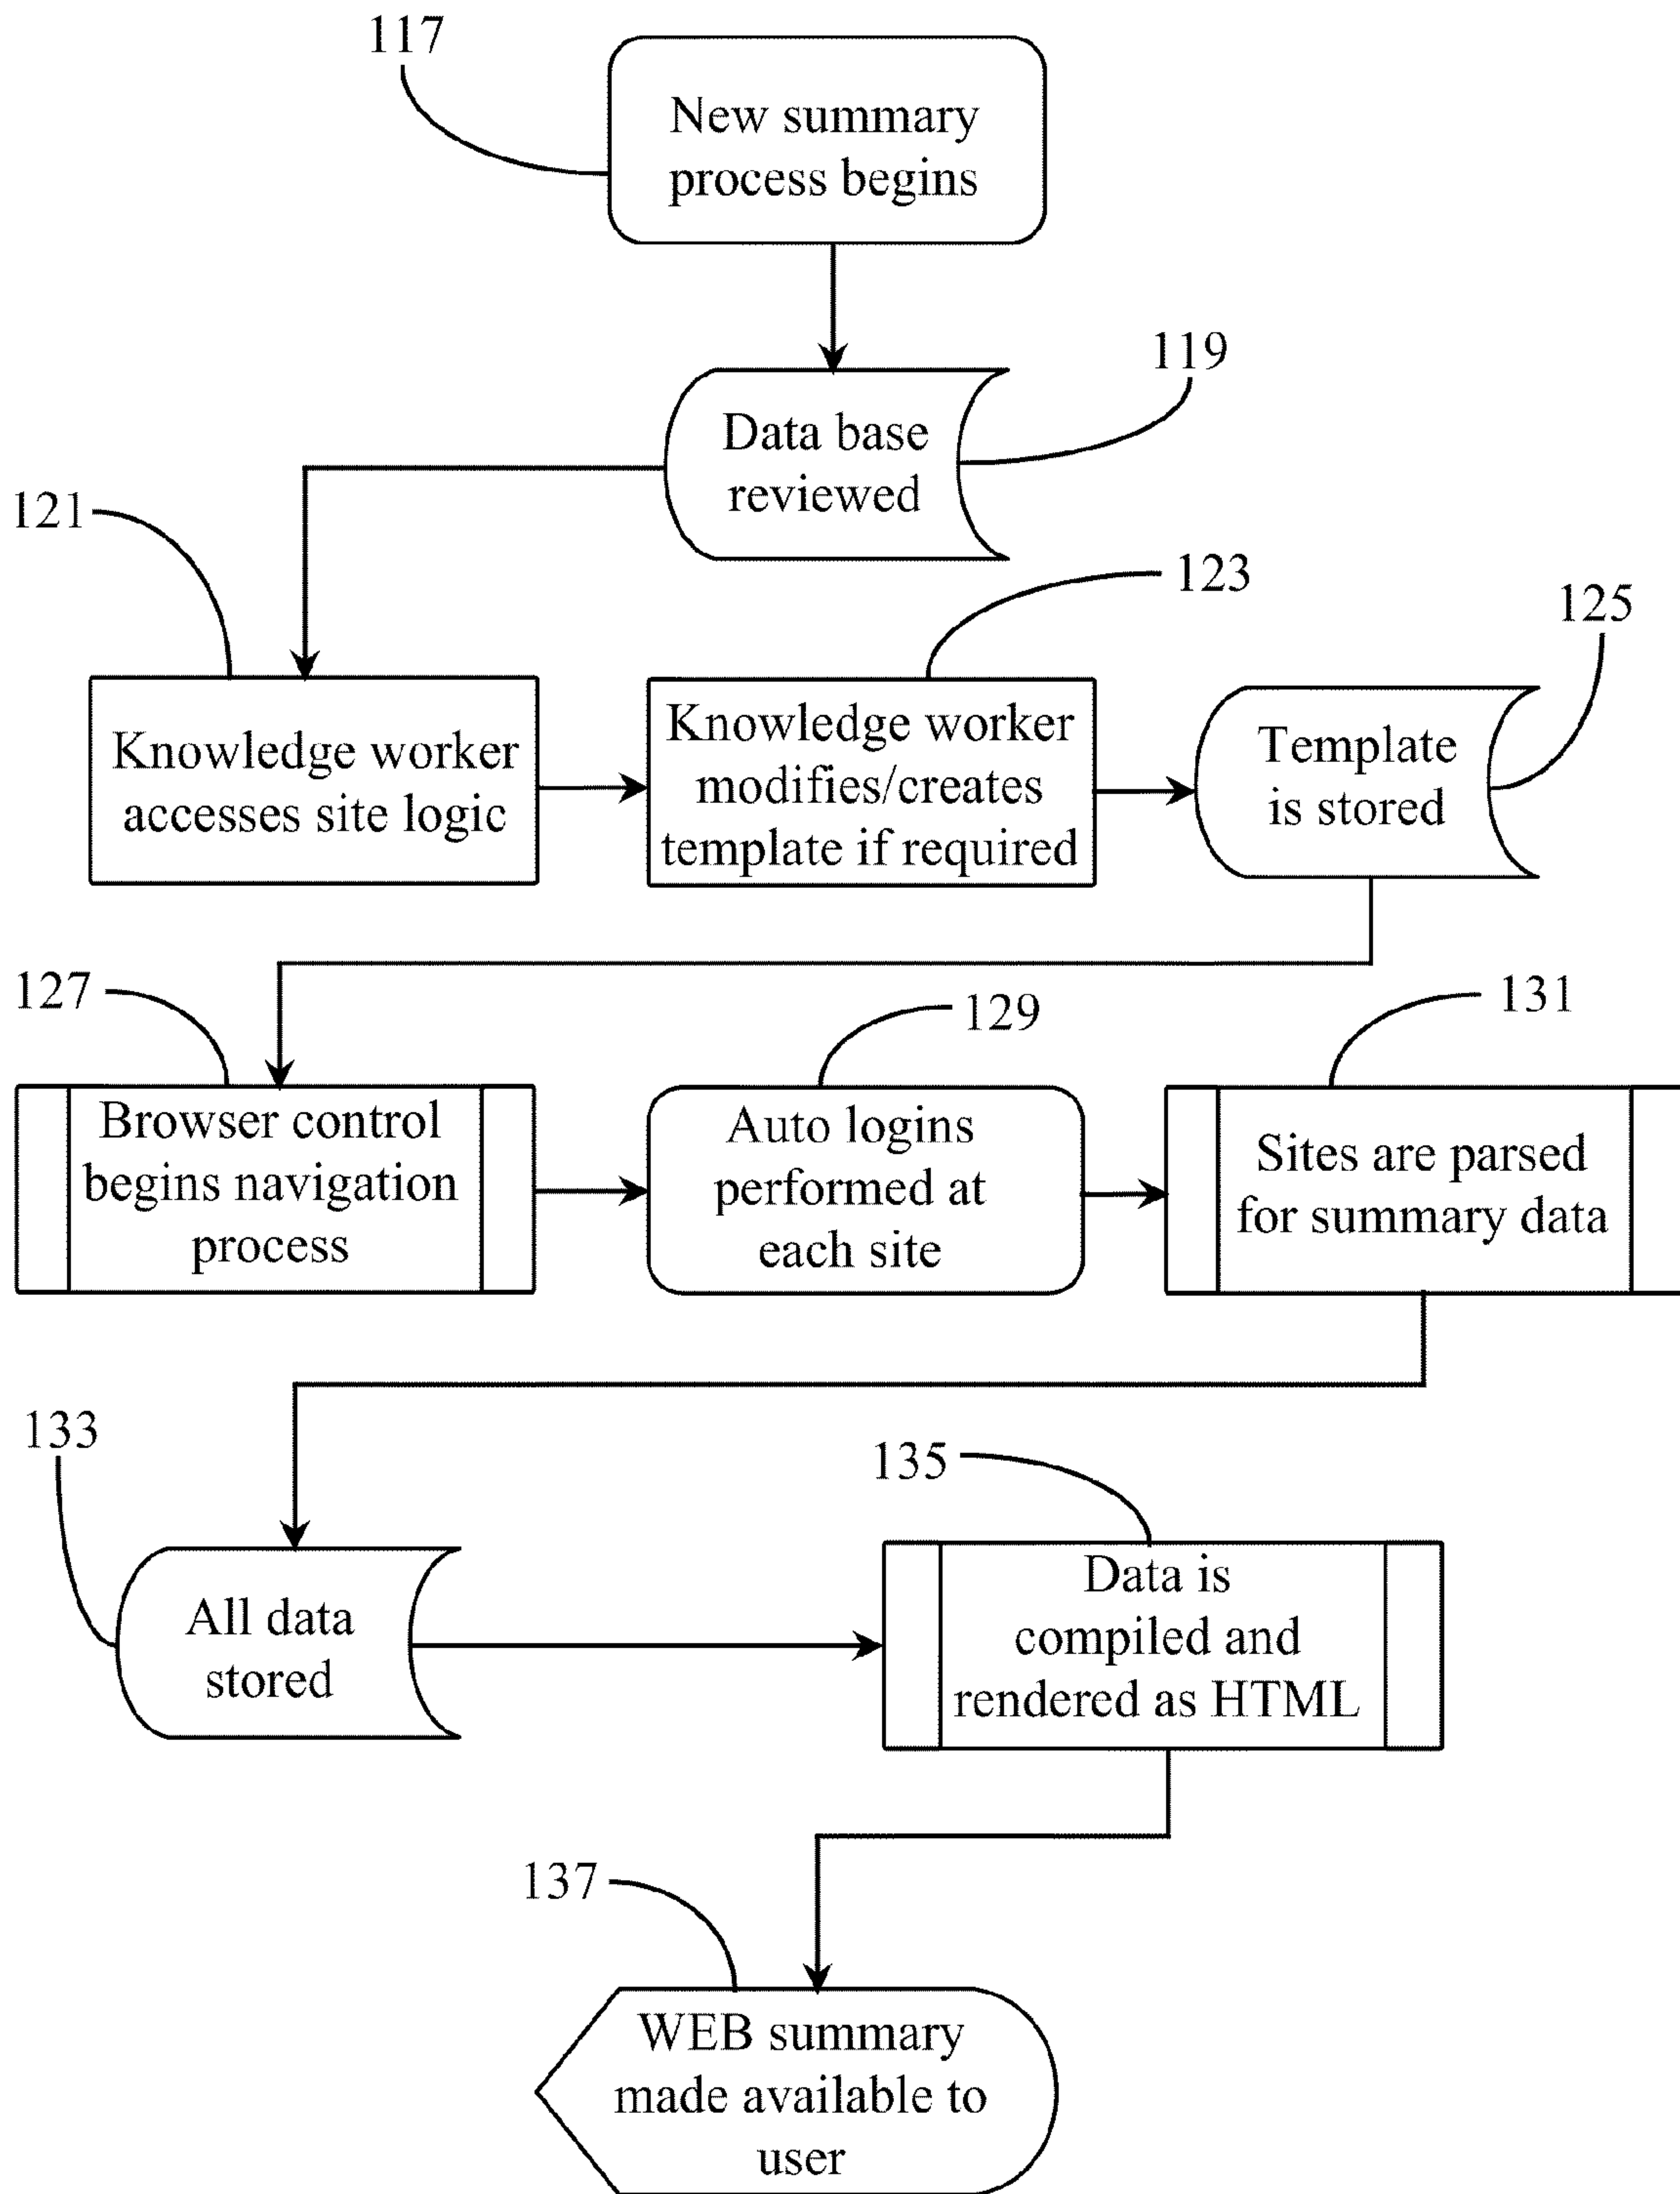 117
New summary
process begins
119
Data base
reviewed
121
123
125
Knowledge worker
accesses site logic
Knowledge worker
modifies/creates
template if required
Template
is stored
127
129
131
Browser control
begins navigation
process
Auto logins
performed at
each site
Sites are parsed
for summary data
133
135
All data
stored
Data is
compiled and
rendered as HTML
137
WEB summary
made available to
user